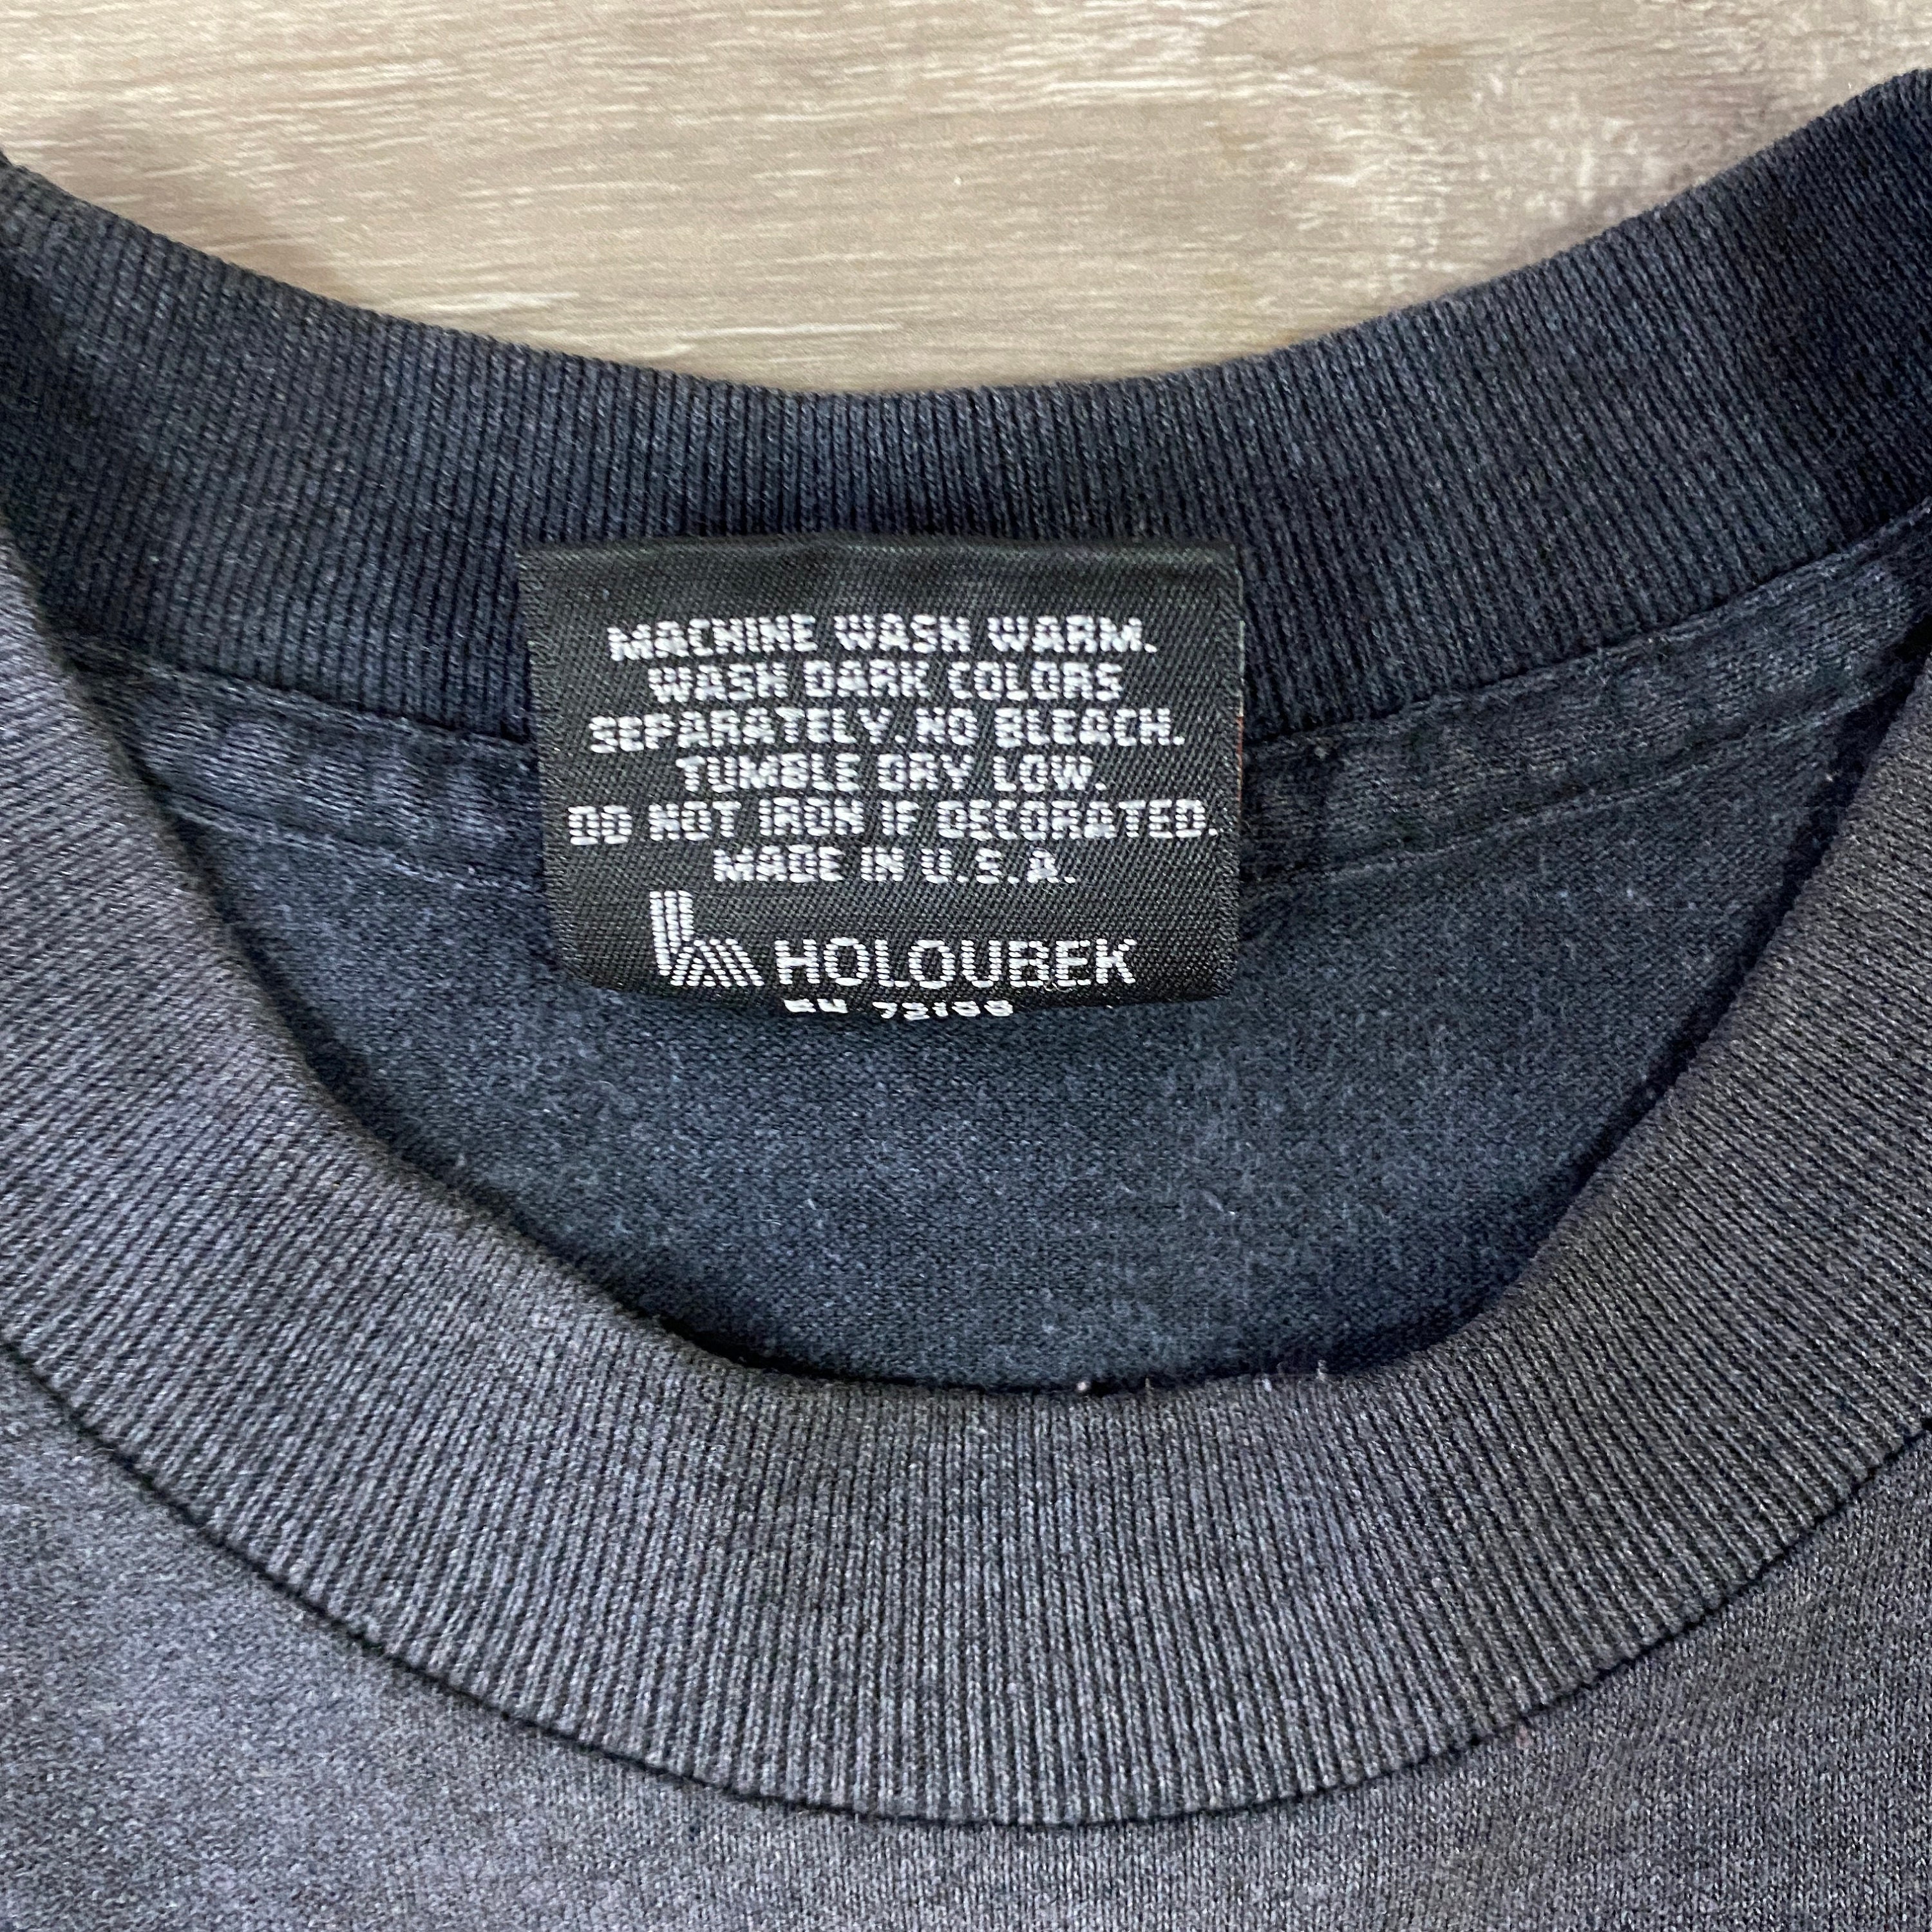 MACHINE WASH WARM.
WASH DARK COLORS
SEPARATELY. NO BLEACH.
TUMBLE DRY LOW.
DO NOT IRON IF DECORATED.
MADE IN U.S.A.
HOLOUBEK